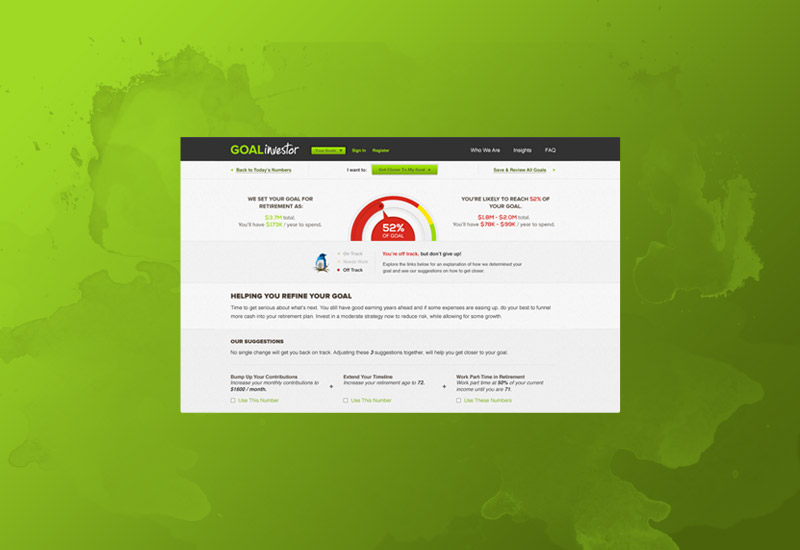 GOAL investor Your Goals Sign In Register Who We Are Insights FAQ
Back to Today's Numbers I want to: Get Closer To My Goal Save & Review All Goals
WE SET YOUR GOAL FOR
RETIREMENT AS:
$3.7M total.
You'll have $173K / year to spend.
52%
OF GOAL
YOU'RE LIKELY TO REACH 52% OF
YOUR GOAL.
$1.8M - $2.0M total.
You'll have $78K - $99K / year to spend.
On Track
Needs Work
Off Track
You're off track, but don't give up!
Explore the links below for an explanation of how we determined your
goal and see our suggestions on how to get closer.
HELPING YOU REFINE YOUR GOAL
Time to get serious about what's next. You still have good earning years ahead and if some expenses are easing up, do your best to funnel
more cash into your retirement plan. Invest in a moderate strategy now to reduce risk, while allowing for some growth.
OUR SUGGESTIONS
No single change will get you back on track. Adjusting these 3 suggestions together, will help you get closer to your goal.
Bump Up Your Contributions
Increase your monthly contributions to
$1600 / month.
Use This Number
+
Extend Your Timeline
Increase your retirement age to 72.
Use This Number
+
Work Part Time in Retirement
Work part time at 50% of your current
income until you are 71.
Use These Numbers